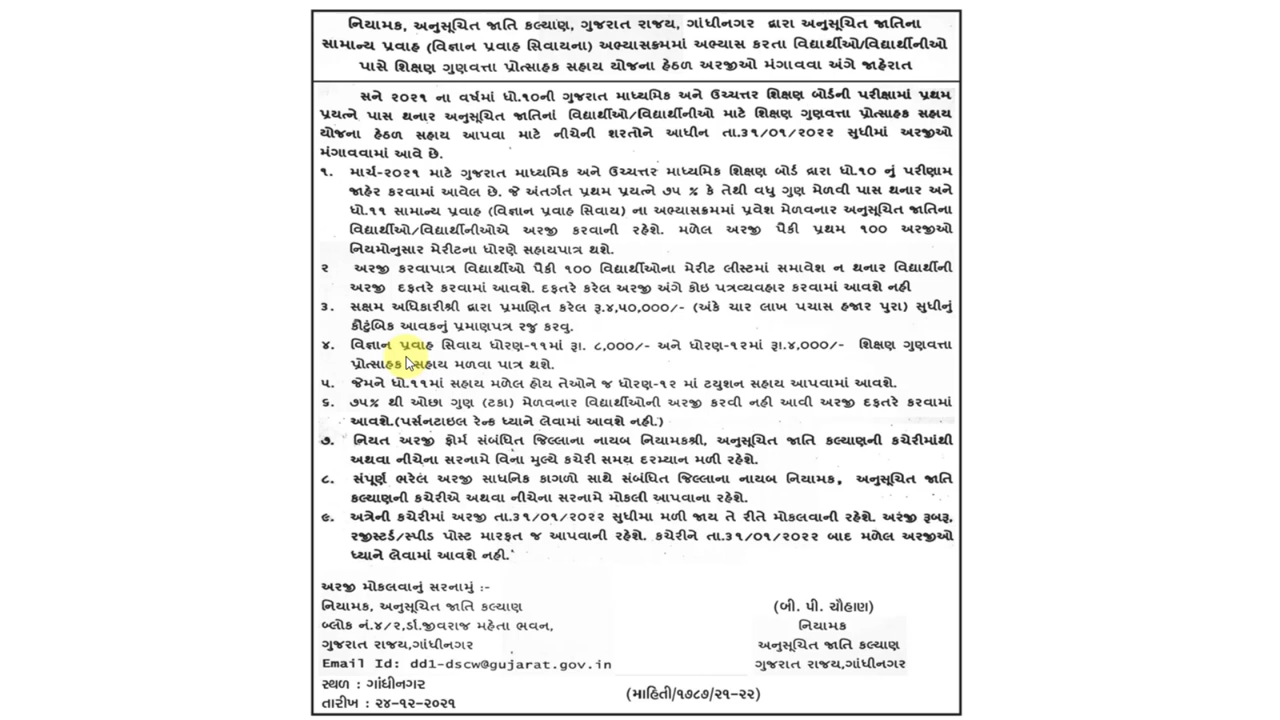 નિયામક, અનુસૂચિત જાતિ કલ્યાણ, ગુજરાત રાજય, ગાંધીનગર દ્વારા અનુસૂચિત જાતિના
સામાન્ય પ્રવાહ (વિજ્ઞાન પ્રવાહ સિવાયના) અભ્યાસક્રમમાં અભ્યાસ કરતા વિદ્યાર્થીઓ/વિદ્યાર્થીનીઓ
પાસે શિક્ષણ ગુણવત્તા પ્રોત્સાહક સહાય યોજના હેઠળ અરજીઓ મંગાવવા અંગે જાહેરાત
સને ૨૦૨૧ ના વર્ષમાં ધો.૧૦ની ગુજરાત માધ્યમિક અને ઉચ્ચત્તર શિક્ષણ બોર્ડની પરીક્ષામાં પ્રથમ
પ્રયત્ને પાસ થનાર અનુસૂચિત જાતિનાં વિદ્યાર્થીઓ/વિદ્યાર્થીનીઓ માટે શિક્ષણ ગુણવત્તા પ્રોત્સાહક સહાય
યોજના હેઠળ સહાય આપવા માટે નીચેની શરતોને આધીન તા.૩૧/૦૧/૨૦૨૨ સુધીમાં અરજીઓ
મંગાવવામાં આવે છે.
૧. માર્ચ-૨૦૨૧ માટે ગુજરાત માધ્યમિક અને ઉચ્ચત્તર માધ્યમિક શિક્ષણ બોર્ડ દ્વારા ધો.૧૦ નું પરીણામ
જાહેર કરવામાં આવેલ છે. જે અંતર્ગત પ્રથમ પ્રયત્ને ૭૫ % કે તેથી વધુ ગુણ મેળવી પાસ થનાર અને
ધો.૧૧ સામાન્ય પ્રવાહ (વિજ્ઞાન પ્રવાહ સિવાય) ના અભ્યાસક્રમમાં પ્રવેશ મેળવનાર અનુસૂચિત જાતિના
વિદ્યાર્થીઓ/વિદ્યાર્થીનીઓએ અરજી કરવાની રહેશે. મળેલ અરજી પૈકી પ્રથમ ૧૦૦ અરજીઓ
નિયમોનુસાર મેરીટના ધોરણે સહાયપાત્ર થશે.
૨ અરજી કરવાપાત્ર વિદ્યાર્થીઓ પૈકી ૧૦૦ વિદ્યાર્થીઓના મેરીટ લીસ્ટમાં સમાવેશ ન થનાર વિદ્યાર્થીની
અરજી દફતરે કરવામાં આવશે. દફતરે કરેલ અરજી અંગે કોઇ પત્રવ્યવહાર કરવામાં આવશે નહી
૩. સક્ષમ અધિકારીશ્રી દ્વારા પ્રમાણિત કરેલ રૂ.૪,૫૦,૦૦૦/- (અંકે ચાર લાખ પચાસ હજાર પુરા) સુધીનું
કૌટુંબિક આવકનું પ્રમાણપત્ર રજુ કરવુ.
૪. વિજ્ઞાન પ્રવાહ સિવાય ધોરણ-૧૧માં રૂા. ૮,૦૦૦/- અને ધોરણ-૧૨માં રૂા.૪,૦૦૦/- શિક્ષણ ગુણવત્તા
પ્રોત્સાહક સહાય મળવા પાત્ર થશે.
૫. જેમને ધો.૧૧માં સહાય મળેલ હોય તેઓને જ ધોરણ-૧૨ માં ટયુશન સહાય આપવામાં આવશે.
૬. ૭૫% થી ઓછા ગુણ (ટકા) મેળવનાર વિદ્યાર્થીઓની અરજી કરવી નહી આવી અરજી દફતરે કરવામાં
આવશે.(પર્સનટાઇલ રેન્ક ધ્યાને લેવામાં આવશે નહી.)
૭. નિયત અરજી ફોર્મ સંબંધિત જિલ્લાના નાયબ નિયામકશ્રી, અનુસૂચિત જાતિ કલ્યાણની કચેરીમાંથી
અથવા નીચેના સરનામે વિના મુલ્યે કચેરી સમય દરમ્યાન મળી રહેશે.
૮. સંપૂર્ણ ભરેલ અરજી સાધનિક કાગળો સાથે સંબંધિત જિલ્લાના નાયબ નિયામક, અનુસૂચિત જાતિ
કલ્યાણની કચેરીએ અથવા નીચેના સરનામે મોકલી આપવાના રહેશે.
૯. અત્રેની કચેરીમાં અરજી તા.૩૧/૦૧/૨૦૨૨ સુધીમા મળી જાય તે રીતે મોકલવાની રહેશે. અરજી રૂબરૂ,
રજીસ્ટર્ડ/સ્પીડ પોસ્ટ મારફત જ આપવાની રહેશે. કચેરીને તા.૩૧/૦૧/૨૦૨૨ બાદ મળેલ અરજીઓ
ધ્યાને લેવામાં આવશે નહી.
અરજી મોકલવાનું સરનામું :-
નિયામક, અનુસૂચિત જાતિ કલ્યાણ
બ્લોક નં.૪/૨,ર્ડા.જીવરાજ મહેતા ભવન,
ગુજરાત રાજય,ગાંધીનગર
Email Id: dd1-dscw@gujarat.gov.in
સ્થળ : ગાંધીનગર
તારીખ : ૨૪-૧૨-૨૦૨૧
(બી. પી. ચૌહાણ)
નિયામક
અનુસૂચિત જાતિ કલ્યાણ
ગુજરાત રાજય,ગાંધીનગર
(માહિતી/૧૭૮૭/૨૧-૨૨)